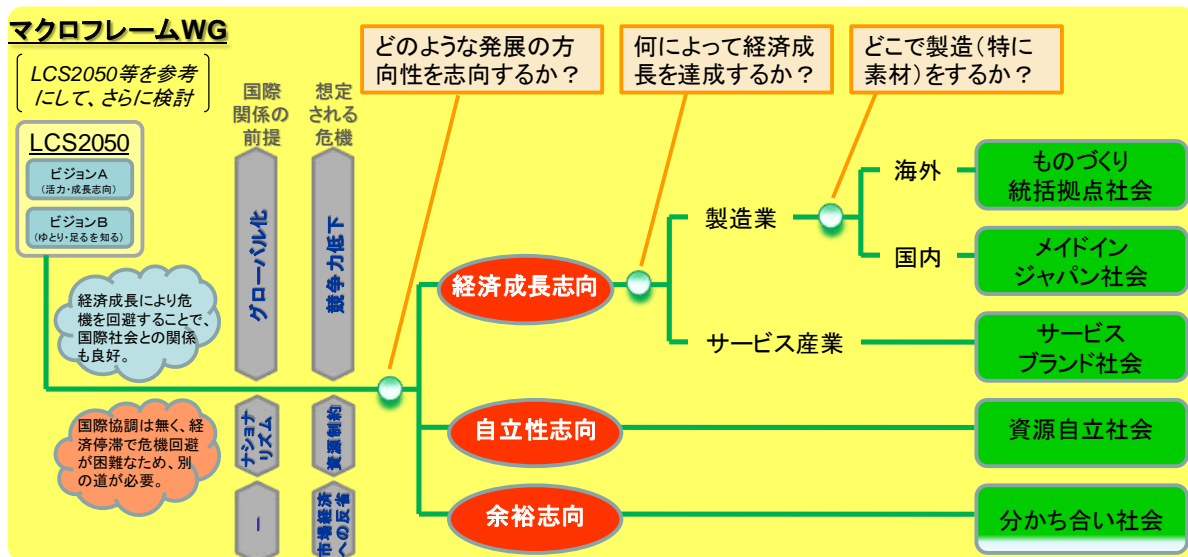 マクロフレームWG
LCS2050等を参考
にして、さらに検討
LCS2050
ビジョンA
(活力・成長志向)
ビジョンB
(ゆとり・足るを知る)
国際
関係の
前提
想定
される
危機
どのような発展の方
向性を志向するか？
何によって経済成
長を達成するか？
どこで製造(特に
素材)をするか？
グローバル化
競争力低下
経済成長により危
機を回避することで、
国際社会との関係
も良好。
国際協調は無く、経
済停滞で危機回避
が困難なため、別
の道が必要。
ナショナ
リズム
資源制約
－
市場経済
への反省
経済成長志向
製造業
海外
ものづくり
統括拠点社会
国内
メイドイン
ジャパン社会
サービス産業
サービス
ブランド社会
自立性志向
資源自立社会
余裕志向
分かち合い社会